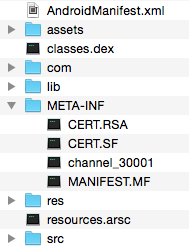 AndroidManifest.xml
assets
classes.dex
com
lib
META-INF
CERT.RSA
CERT.SF
channel_30001
MANIFEST.MF
res
resources.arsc
src